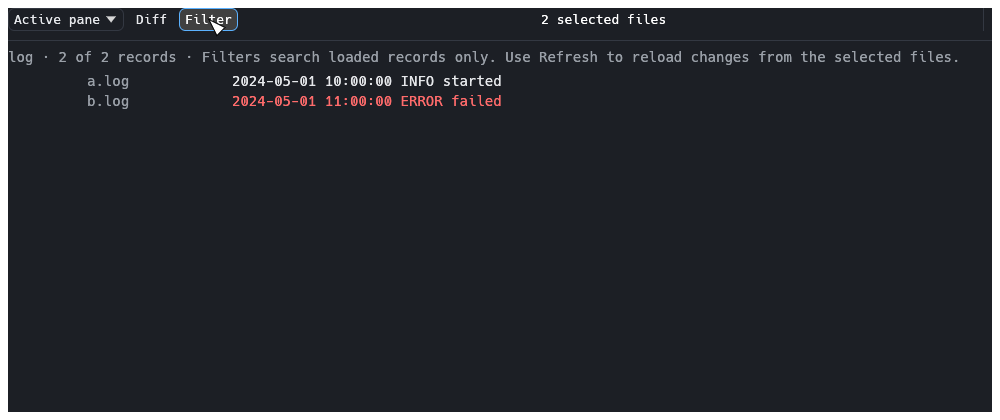 Active pane Diff Filter 2 selected files
log · 2 of 2 records · Filters search loaded records only. Use Refresh to reload changes from the selected files.
a.log 2024-05-01 10:00:00 INFO started
b.log 2024-05-01 11:00:00 ERROR failed